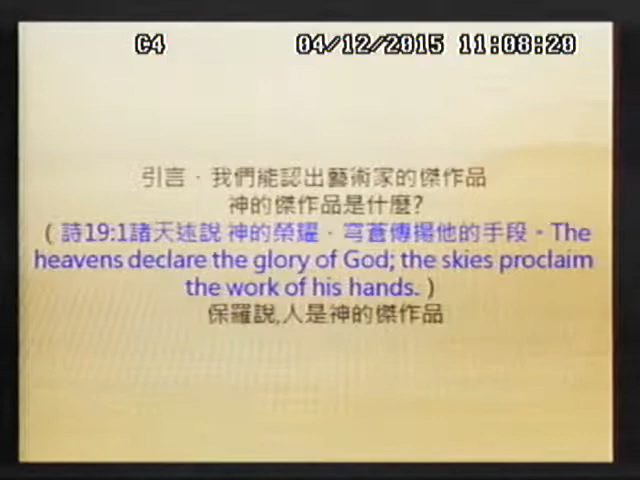 C4 04/12/2015 11:08:20
引言．我們能認出藝術家的傑作品
神的傑作品是什麼?
（詩19:1諸天述說 神的榮耀．穹蒼傳揚他的手段。The
heavens declare the glory of God; the skies proclaim
the work of his hands.）
保羅說,人是神的傑作品